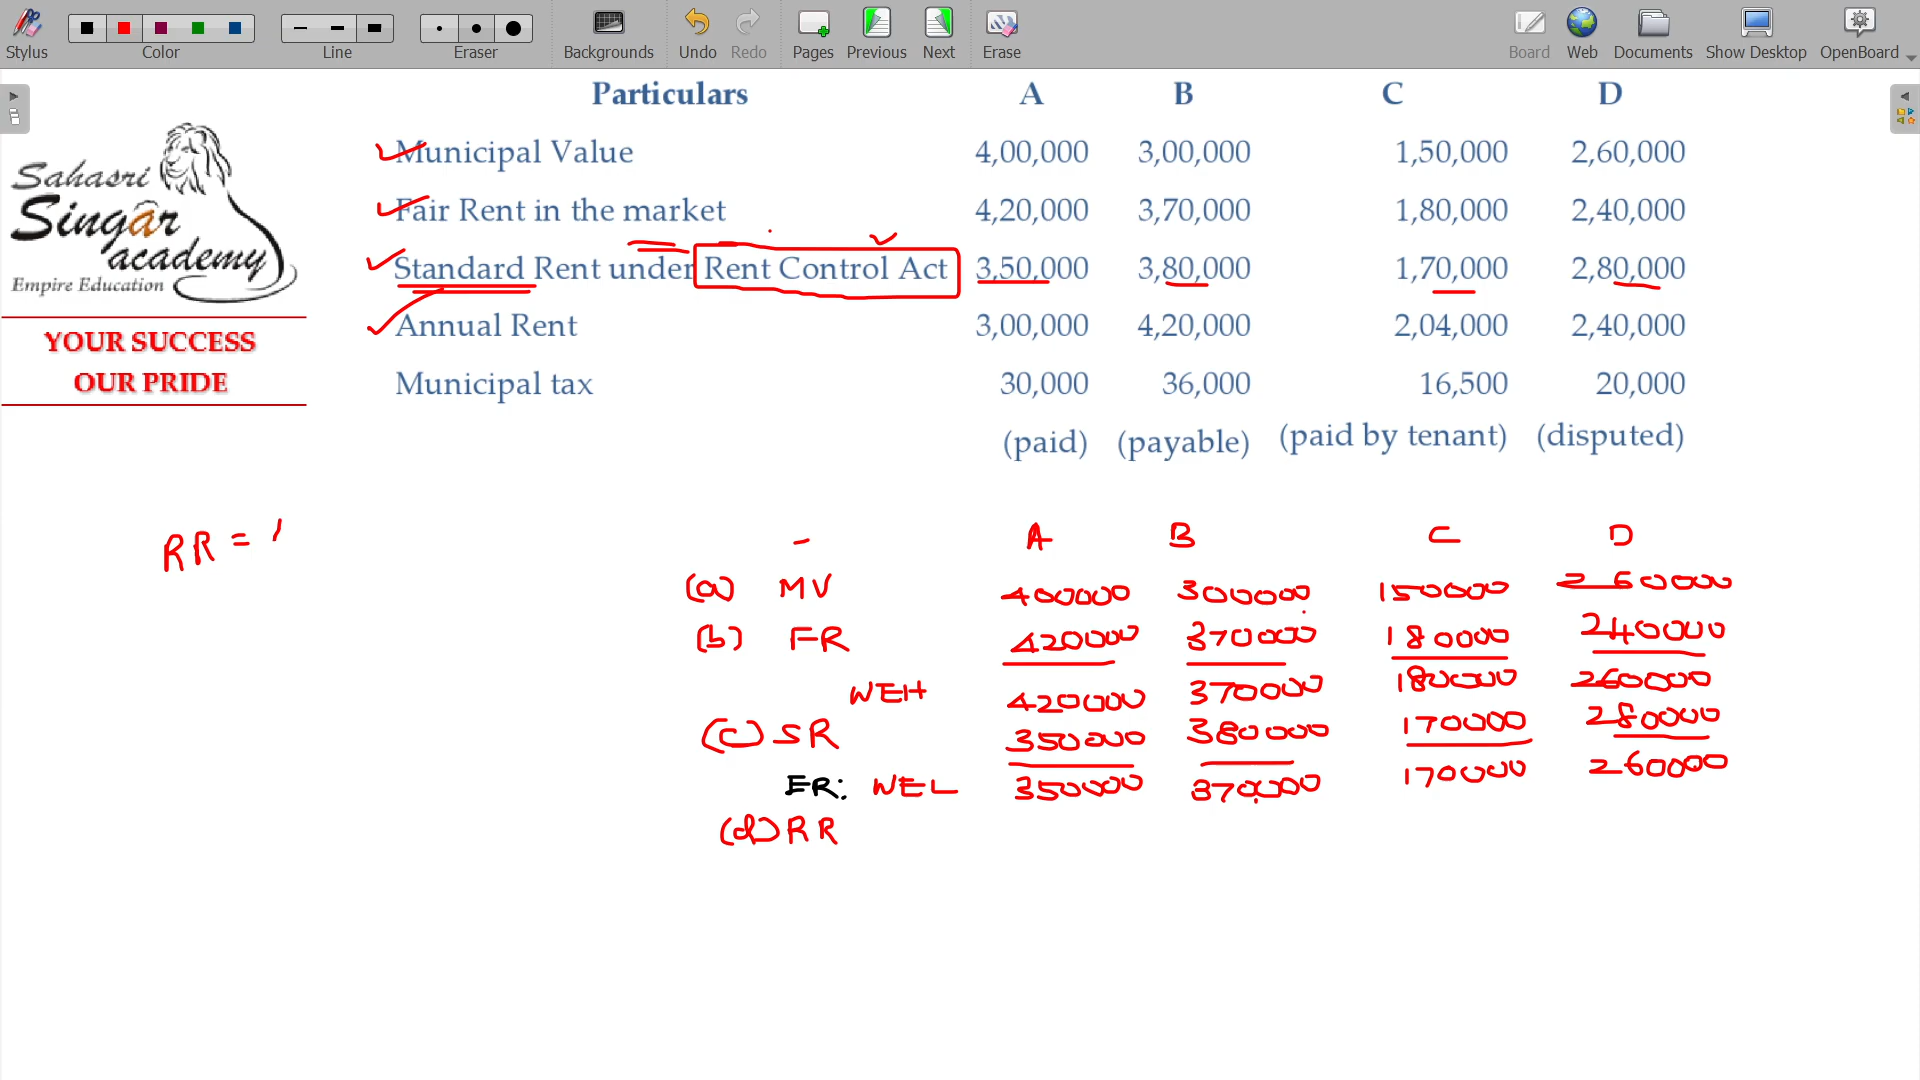 Stylus Color Line Eraser Backgrounds Undo Redo Pages Previous Next Erase Board Web Documents Show Desktop OpenBoard
Sahasri
Singar
academy
Empire Education
YOUR SUCCESS
OUR PRIDE
Particulars A B C D
Municipal Value 4,00,000 3,00,000 1,50,000 2,60,000
Fair Rent in the market 4,20,000 3,70,000 1,80,000 2,40,000
Standard Rent under Rent Control Act 3,50,000 3,80,000 1,70,000 2,80,000
Annual Rent 3,00,000 4,20,000 2,04,000 2,40,000
Municipal tax 30,000 36,000 16,500 20,000
(paid) (payable) (paid by tenant) (disputed)
RR =
- A B C D
(a) MV 400000 300000 150000 260000
(b) FR 420000 370000 180000 240000
WEH 420000 370000 180000 260000
(c) SR 350000 380000 170000 280000
ER: WEL 350000 370000 170000 260000
(d) RR